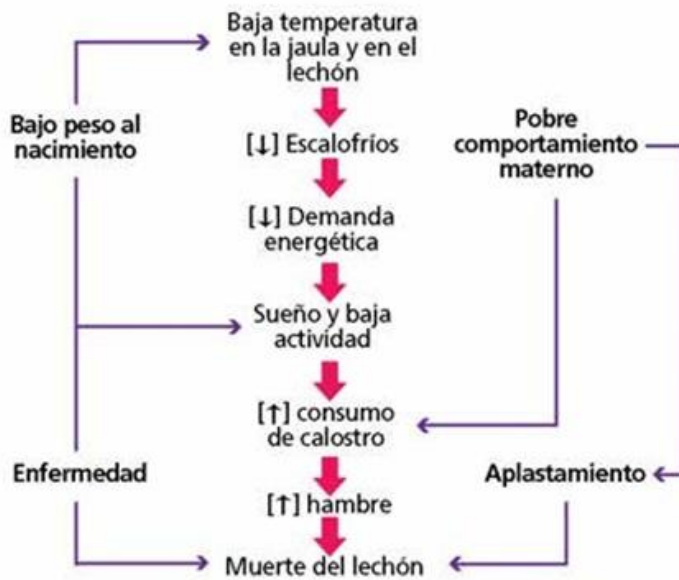 Baja temperatura
en la jaula y en el
lechón
Bajo peso al
nacimiento
[↓] Escalofríos
Pobre
comportamiento
materno
[↓] Demanda
energética
Sueño y baja
actividad
[↑] consumo
de calostro
Enfermedad
Aplastamiento
[↑] hambre
Muerte del lechón